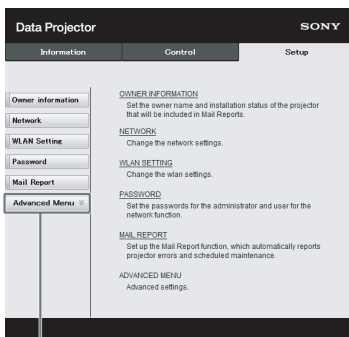 Data Projector
SONY
Information
Control
Setup
Owner information
Network
WLAN Setting
Password
Mail Report
Advanced Menu
OWNER INFORMATION
Set the owner name and installation status of the projector
that will be included in Mail Reports.
NETWORK
Change the network settings.
WLAN SETTING
Change the wlan settings.
PASSWORD
Set the passwords for the administrator and user for the
network function.
MAIL REPORT
Set up the Mail Report function, which automatically reports
projector errors and scheduled maintenance.
ADVANCED MENU
Advanced settings.